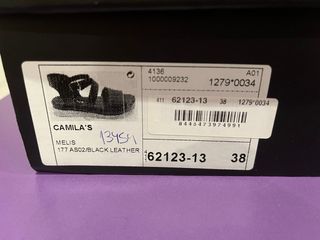 4136
1000009232
A01
1279*0034
411 62123-13 38 1279*0034
8445473974991
CAMILA'S
MELIS
177 AS02/BLACK LEATHER
62123-13 38